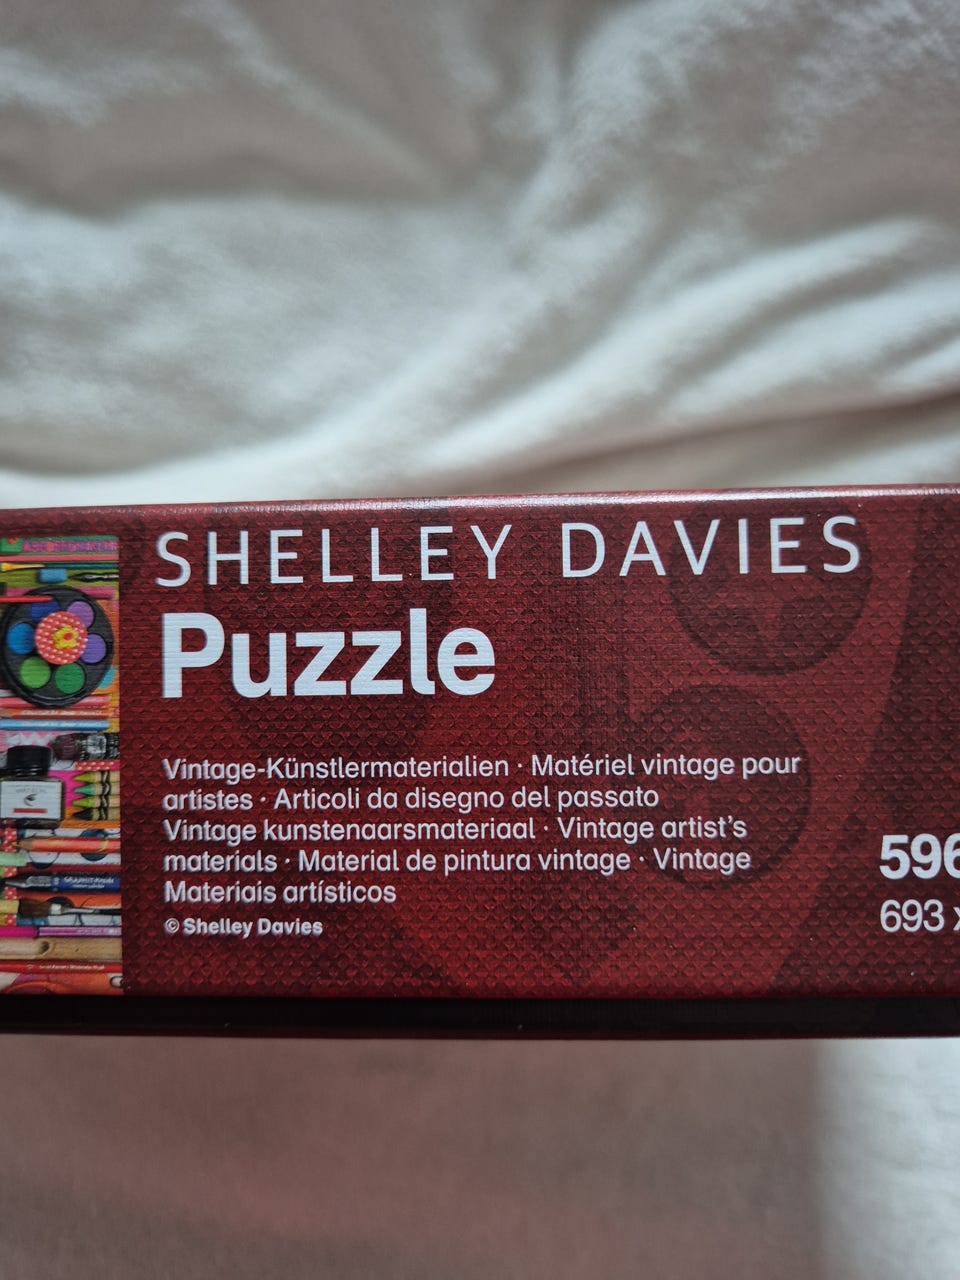 SHELLEY DAVIES
Puzzle
Vintage-Künstlermaterialien · Matériel vintage pour
artistes · Articoli da disegno del passato
Vintage kunstenaarsmateriaal · Vintage artist's
materials · Material de pintura vintage · Vintage
Materiais artísticos
© Shelley Davies
596
693 x